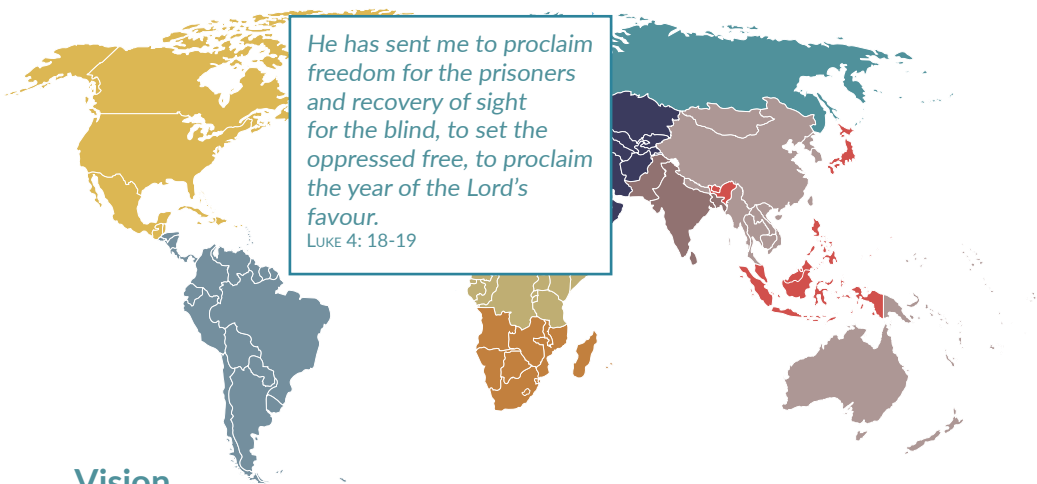 He has sent me to proclaim
freedom for the prisoners
and recovery of sight
for the blind, to set the
oppressed free, to proclaim
the year of the Lord’s
favour.
Luke 4: 18-19
Vision